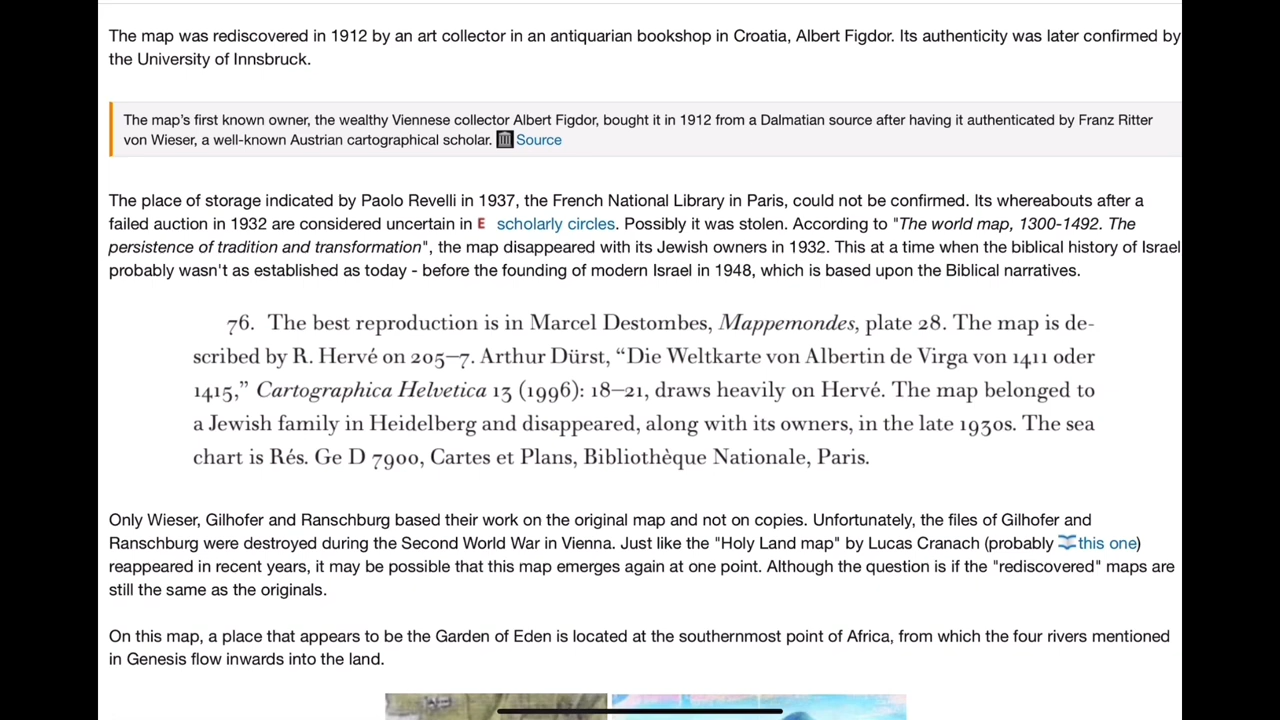 The map was rediscovered in 1912 by an art collector in an antiquarian bookshop in Croatia, Albert Figdor. Its authenticity was later confirmed by
the University of Innsbruck.
The map's first known owner, the wealthy Viennese collector Albert Figdor, bought it in 1912 from a Dalmatian source after having it authenticated by Franz Ritter
von Wieser, a well-known Austrian cartographical scholar. Source
The place of storage indicated by Paolo Revelli in 1937, the French National Library in Paris, could not be confirmed. Its whereabouts after a
failed auction in 1932 are considered uncertain in E scholarly circles. Possibly it was stolen. According to "The world map, 1300-1492. The
persistence of tradition and transformation", the map disappeared with its Jewish owners in 1932. This at a time when the biblical history of Israel
probably wasn't as established as today - before the founding of modern Israel in 1948, which is based upon the Biblical narratives.
76. The best reproduction is in Marcel Destombes, Mappemondes, plate 28. The map is de-
scribed by R. Hervé on 205–7. Arthur Dürst, "Die Weltkarte von Albertin de Virga von 1411 oder
1415," Cartographica Helvetica 13 (1996): 18–21, draws heavily on Hervé. The map belonged to
a Jewish family in Heidelberg and disappeared, along with its owners, in the late 1930s. The sea
chart is Rés. Ge D 7900, Cartes et Plans, Bibliothèque Nationale, Paris.
Only Wieser, Gilhofer and Ranschburg based their work on the original map and not on copies. Unfortunately, the files of Gilhofer and
Ranschburg were destroyed during the Second World War in Vienna. Just like the "Holy Land map" by Lucas Cranach (probably this one)
reappeared in recent years, it may be possible that this map emerges again at one point. Although the question is if the "rediscovered" maps are
still the same as the originals.
On this map, a place that appears to be the Garden of Eden is located at the southernmost point of Africa, from which the four rivers mentioned
in Genesis flow inwards into the land.